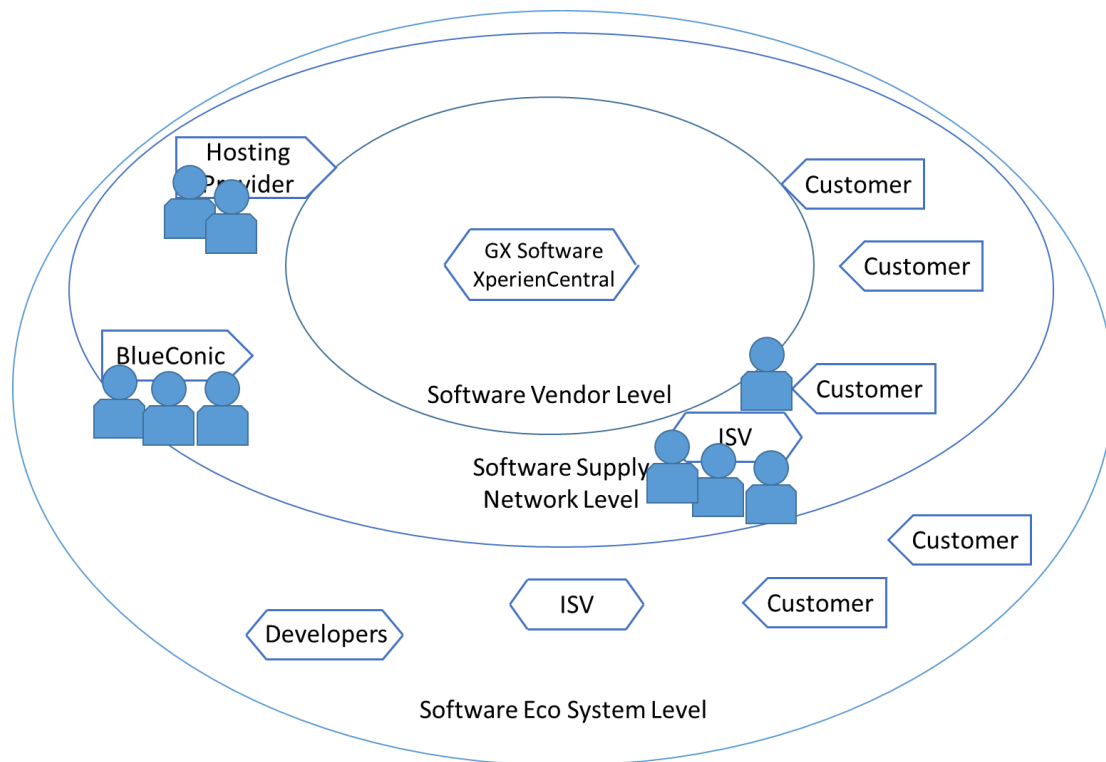 Hosting
Provider
Customer
GX Software
XperienCentral
Customer
BlueConic
Customer
Software Vendor Level
ISV
Software Supply
Network Level
Customer
ISV
Customer
Developers
Software Eco System Level